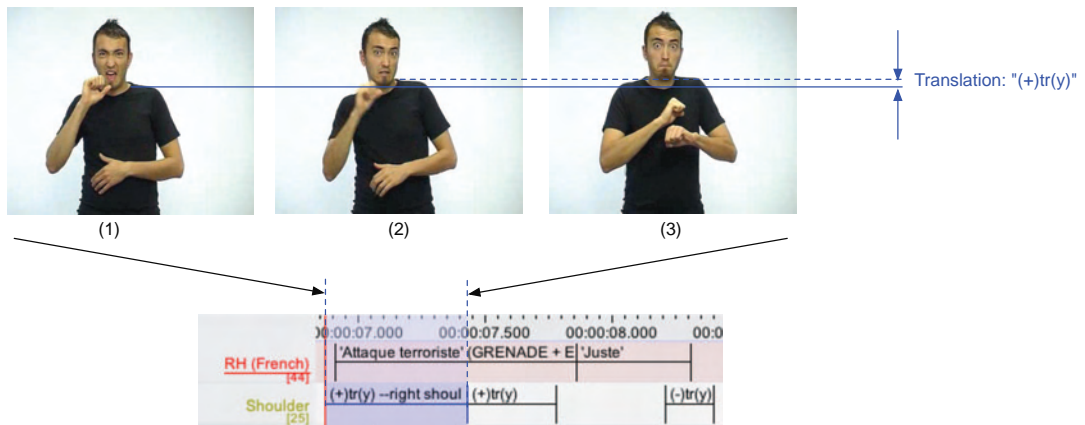 Translation: "(+)tr(y)"
(1) (2) (3)
00:00:07.000 00:00:07.500 00:00:08.000 00:0
RH (French) 'Attaque terroriste' (GRENADE + E 'Juste'
[44]
Shoulder (+)tr(y) --right shoul (+)tr(y) (-)tr(y)
[25]